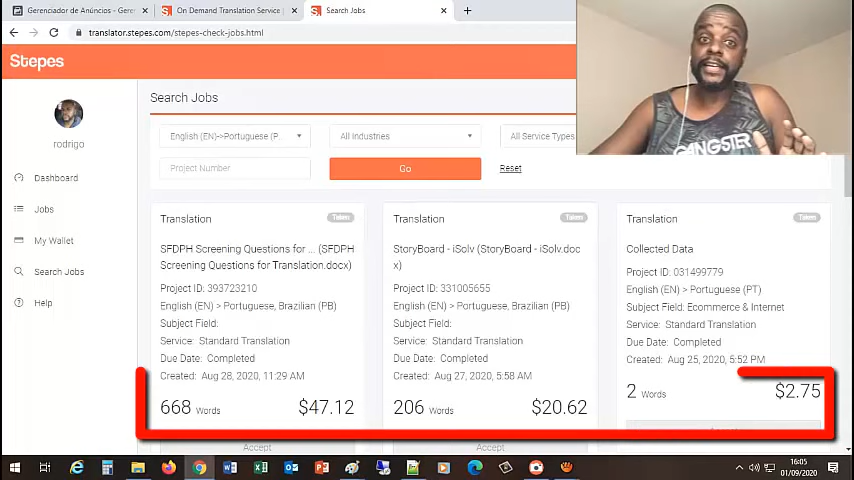 Gerenciador de Anúncios - Geren
On Demand Translation Service |
Search Jobs
translator.stepes.com/stepes-check-jobs.html
Stepes
rodrigo
Dashboard
Jobs
My Wallet
Search Jobs
Help
Search Jobs
English (EN)->Portuguese (P...
All Industries
All Service Types
Project Number
Go
Reset
Translation
Taken
SFDPH Screening Questions for ... (SFDPH
Screening Questions for Translation.docx)
Project ID: 393723210
English (EN) > Portuguese, Brazilian (PB)
Subject Field:
Service: Standard Translation
Due Date: Completed
Created: Aug 28, 2020, 11:29 AM
668 Words
$47.12
Accept
Translation
Taken
StoryBoard - iSolv (StoryBoard - iSolv.doc
x)
Project ID: 331005655
English (EN) > Portuguese, Brazilian (PB)
Subject Field:
Service: Standard Translation
Due Date: Completed
Created: Aug 27, 2020, 5:58 AM
206 Words
$20.62
Accept
Translation
Taken
Collected Data
Project ID: 031499779
English (EN) > Portuguese (PT)
Subject Field: Ecommerce & Internet
Service: Standard Translation
Due Date: Completed
Created: Aug 25, 2020, 5:52 PM
2 Words
$2.75
GANGSTER
16:05
01/09/2020